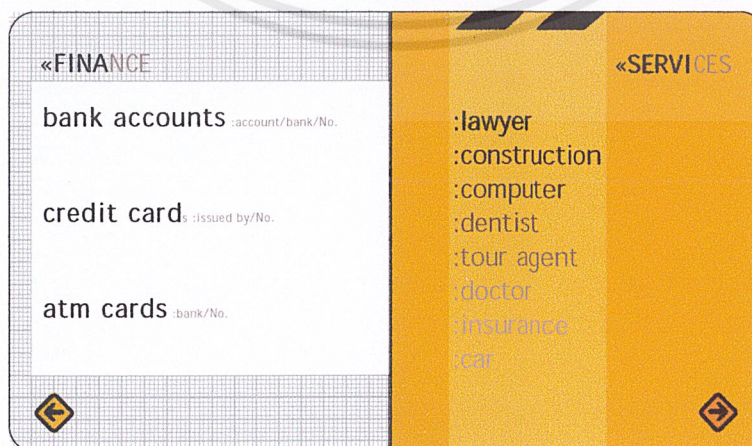 «FINANCE
bank accounts :account/bank/No.
credit cards :issued by/No.
atm cards :bank/No.
«SERVICES
:lawyer
:construction
:computer
:dentist
:tour agent
:doctor
:insurance
:car